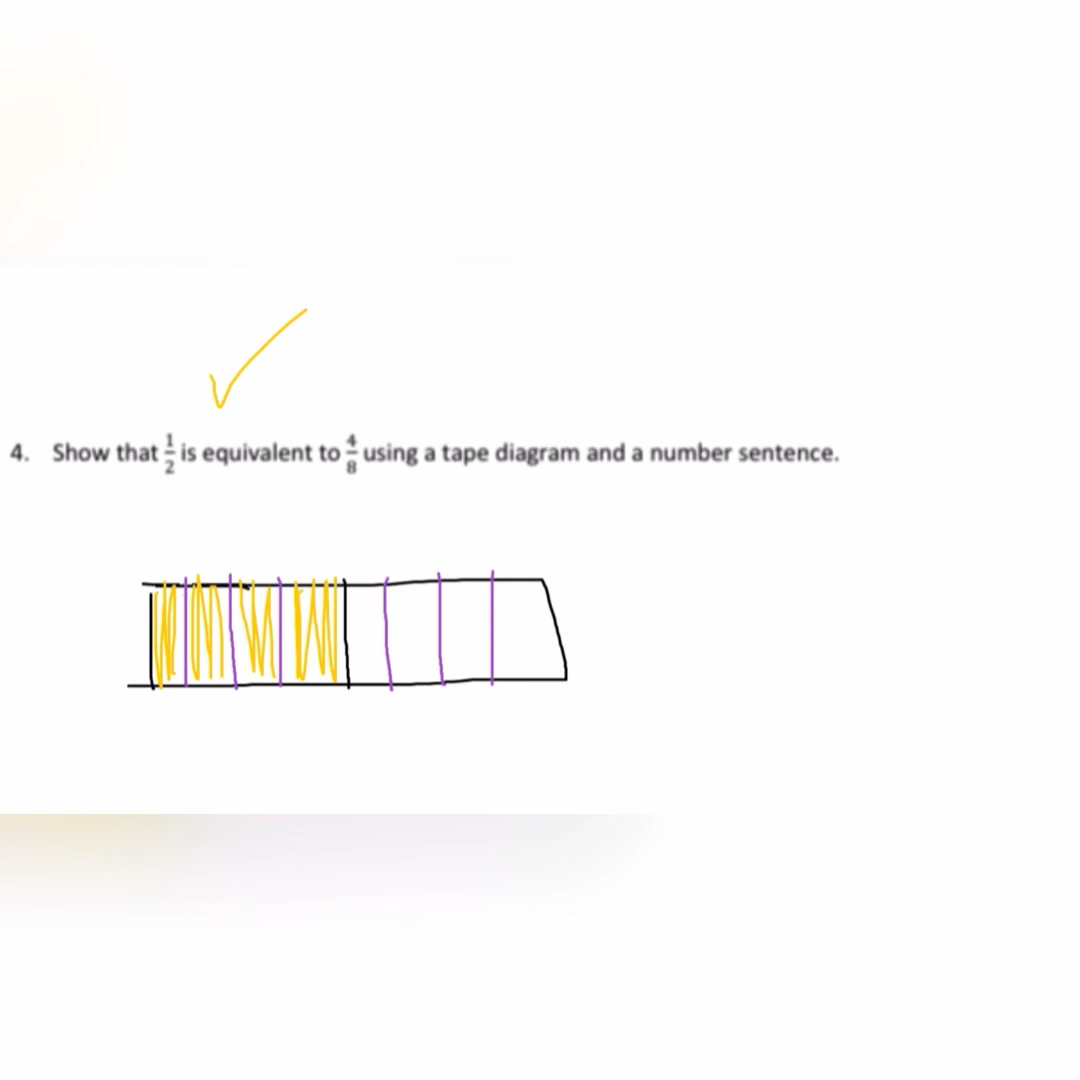 4. Show that 1/2 is equivalent to 4/8 using a tape diagram and a number sentence.